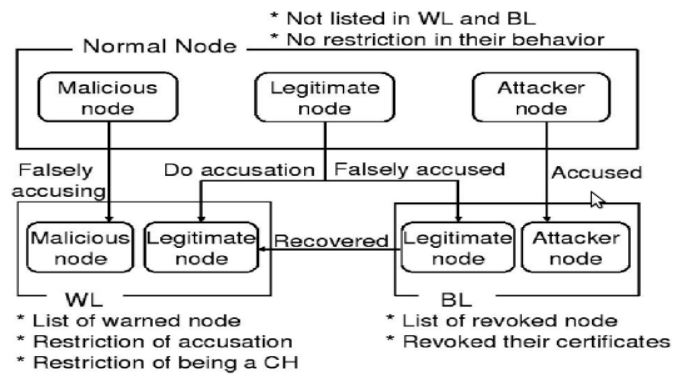 * Not listed in WL and BL
* No restriction in their behavior
Normal Node
Malicious
node
Legitimate
node
Attacker
node
Falsely
accusing
Do accusation
Falsely accused
Accused
Malicious
node
Legitimate
node
Recovered
Legitimate
node
Attacker
node
WL
* List of warned node
* Restriction of accusation
* Restriction of being a CH
BL
* List of revoked node
* Revoked their certificates